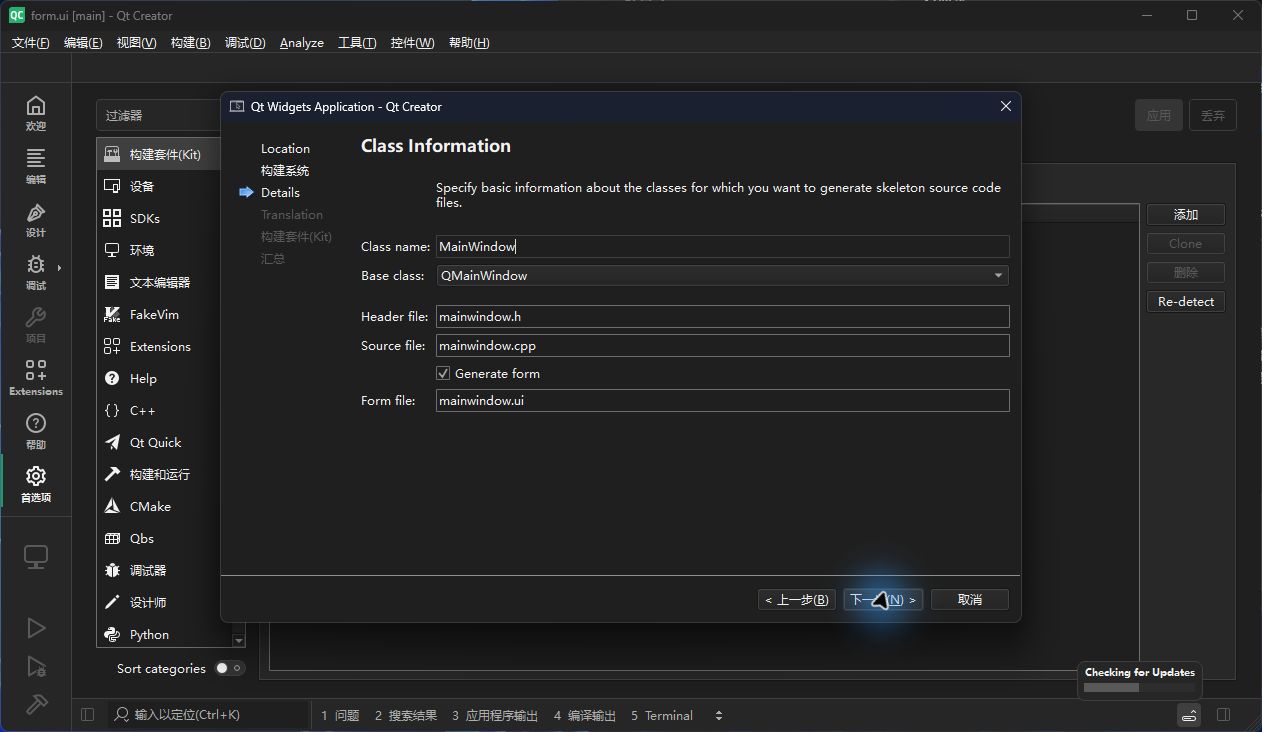 form.ui [main] - Qt Creator
文件(F) 编辑(E) 视图(V) 构建(B) 调试(D) Analyze 工具(T) 控件(W) 帮助(H)
欢迎
编辑
设计
调试
项目
Extensions
帮助
首选项
过滤器
应用 丢弃
构建套件(Kit)
设备
SDKs
环境
文本编辑器
FakeVim
Extensions
Help
C++
Qt Quick
构建和运行
CMake
Qbs
调试器
设计师
Python
Sort categories
Qt Widgets Application - Qt Creator
Location
构建系统
Details
Translation
构建套件(Kit)
汇总
Class Information
Specify basic information about the classes for which you want to generate skeleton source code
files.
Class name: MainWindow
Base class: QMainWindow
Header file: mainwindow.h
Source file: mainwindow.cpp
Generate form
Form file: mainwindow.ui
< 上一步(B) 下一 (N) > 取消
添加
Clone
删除
Re-detect
Checking for Updates
输入以定位(Ctrl+K) 1 问题 2 搜索结果 3 应用程序输出 4 编译输出 5 Terminal